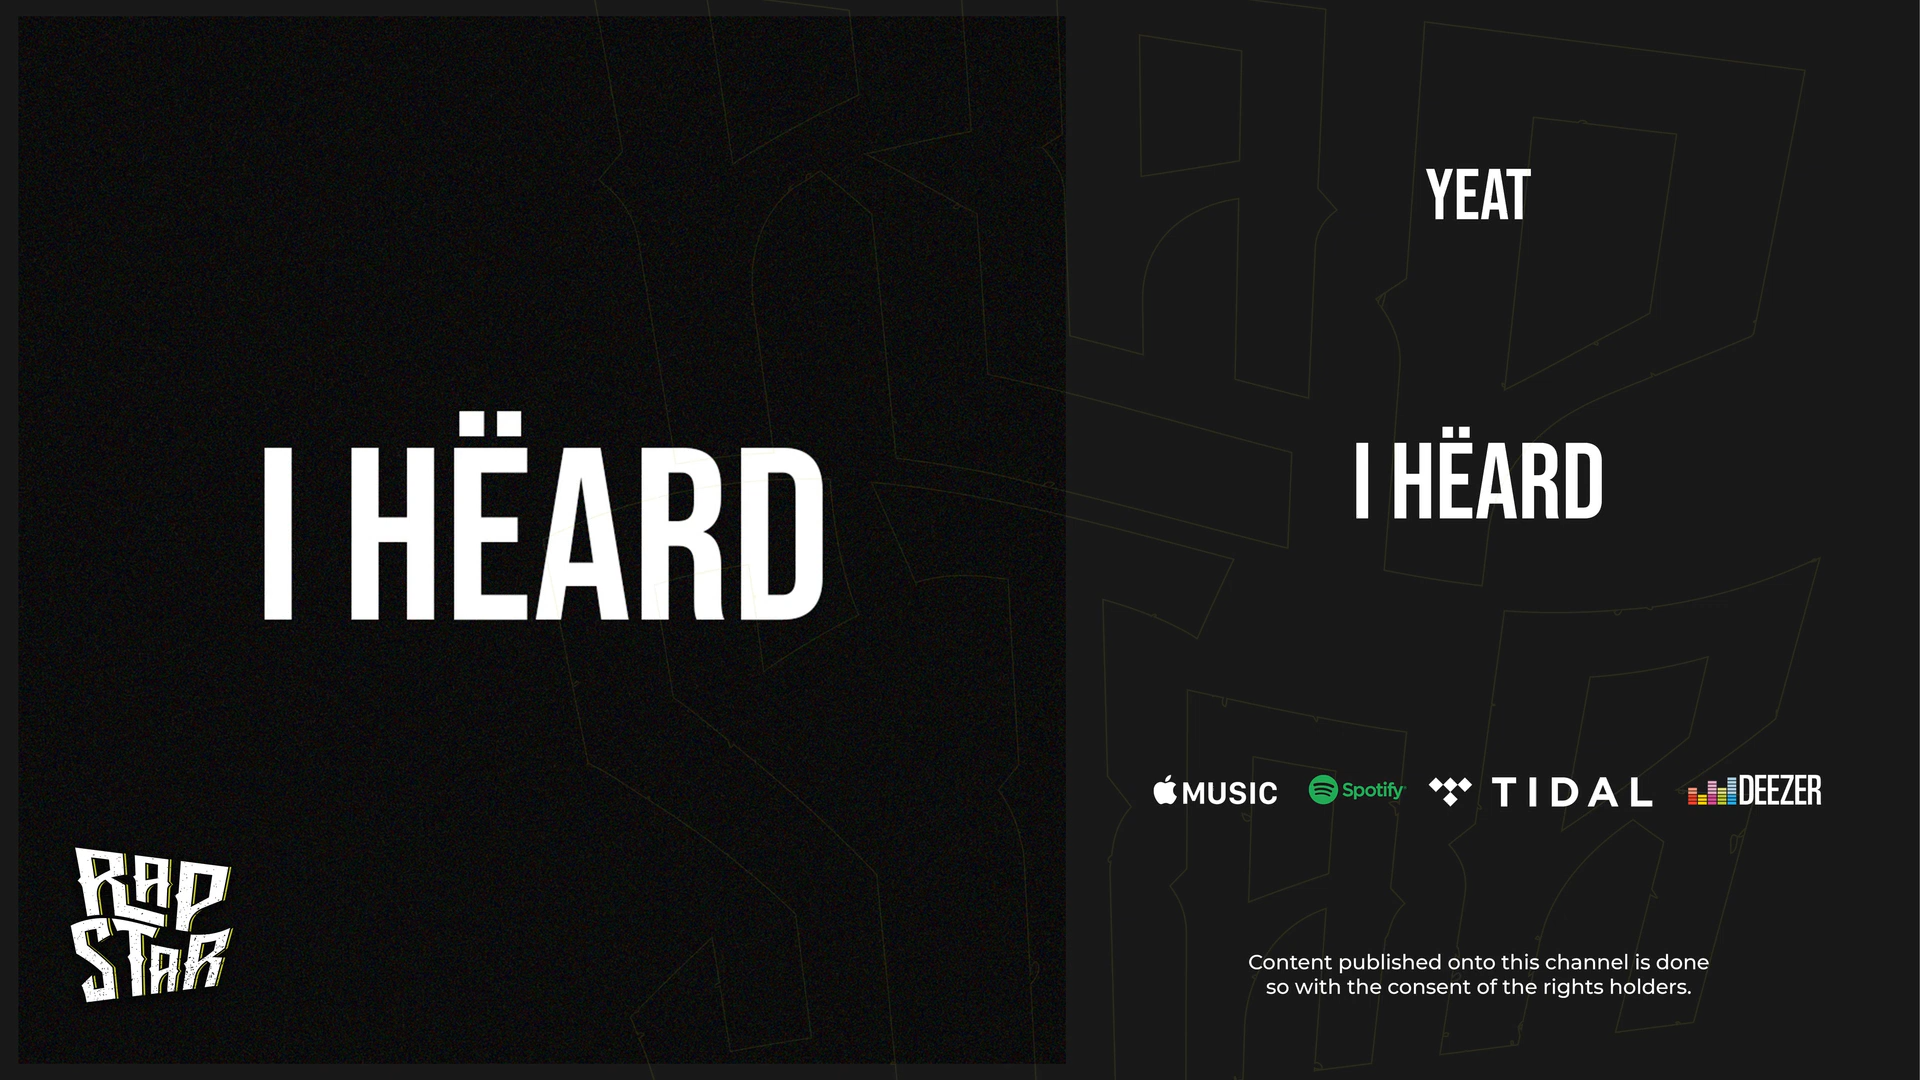 I HËARD
RAP
STAR
YEAT
I HËARD
MUSIC
Spotify
TIDAL
DEEZER
Content published onto this channel is done
so with the consent of the rights holders.